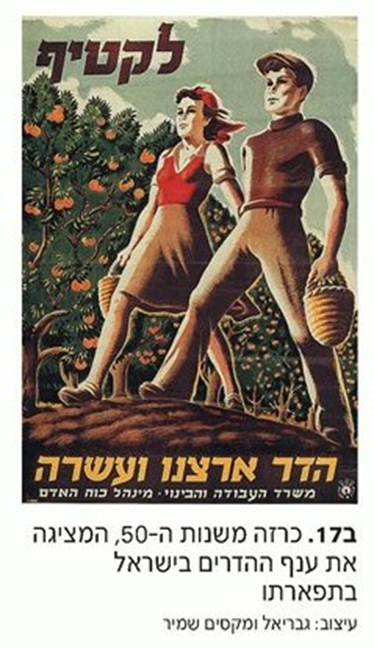 לקטיף
הדר ארצנו ועשרה
משרד העבודה והבינוי · מינהל כוח האדם
ב17. כרזה משנות ה-50, המציגה
את ענף ההדרים בישראל
בתפארתו
עיצוב: גבריאל ומקסים שמיר